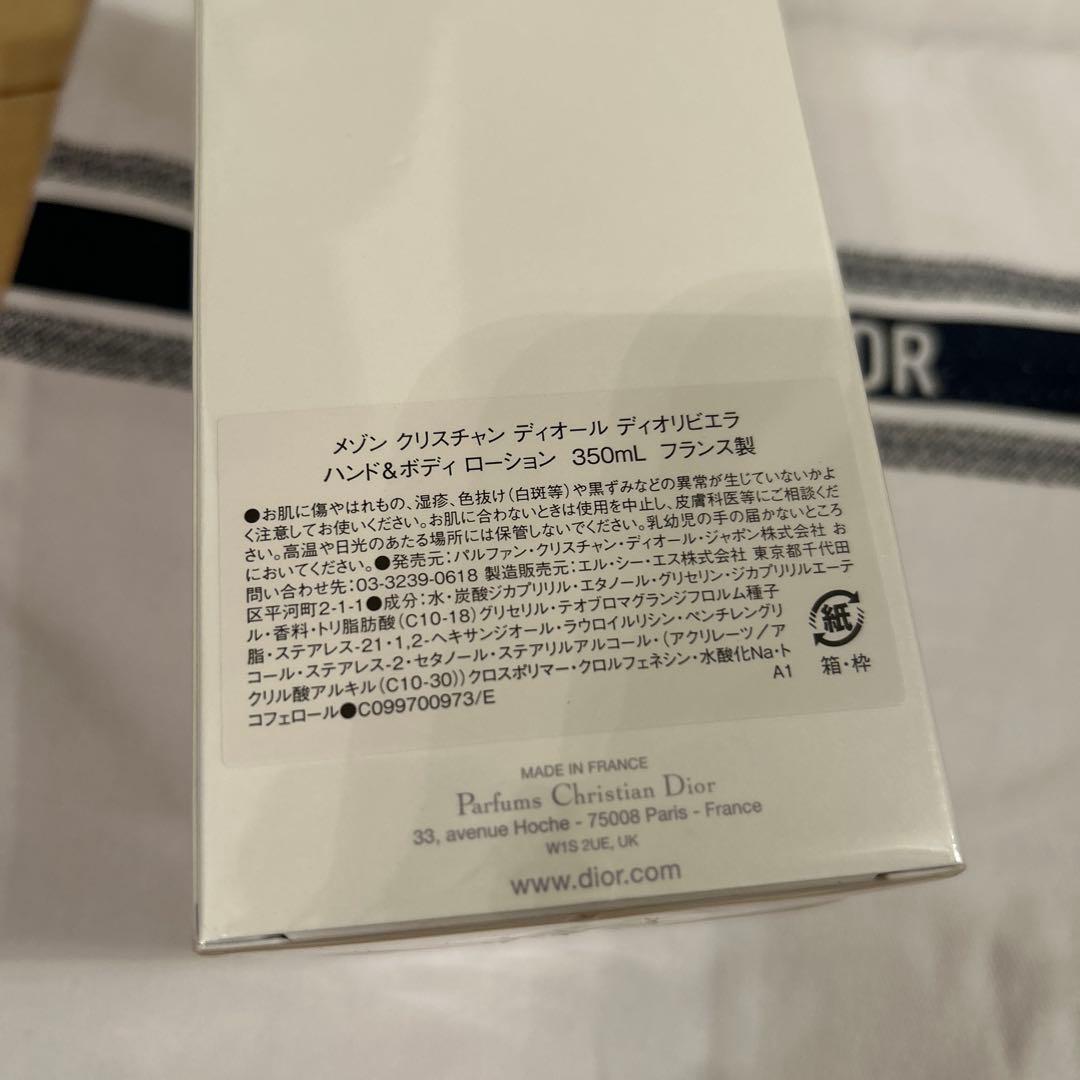 OR
メゾン クリスチャン ディオール ディオリビエラ
ハンド＆ボディ ローション 350mL フランス製
●お肌に傷やはれもの、湿疹、色抜け(白斑等)や黒ずみなどの異常が生じていないかよ
く注意してお使いください。お肌に合わないときは使用を中止し、皮膚科医等にご相談くだ
さい。高温や日光のあたる場所には保管しないでください。乳幼児の手の届かないところ
においてください。●発売元：パルファン・クリスチャン・ディオール・ジャポン株式会社 お
問い合わせ先：03-3239-0618 製造販売元：エル・シー・エス株式会社 東京都千代田
区平河町2-1-1●成分：水・炭酸ジカプリリル・エタノール・グリセリン・ジカプリリルエーテ
ル・香料・トリ脂肪酸(C10-18)グリセリル・テオブロマグランジフロルム種子
脂・ステアレス-21・1,2-ヘキサンジオール・ラウロイルリシン・ペンチレングリ
コール・ステアレス-2・セタノール・ステアリルアルコール・(アクリレーツ／ア
クリル酸アルキル(C10-30))クロスポリマー・クロルフェネシン・水酸化Na・ト
コフェロール●C099700973/E
A1
紙
箱・枠
MADE IN FRANCE
Parfums Christian Dior
33, avenue Hoche - 75008 Paris - France
W1S 2UE, UK
www.dior.com